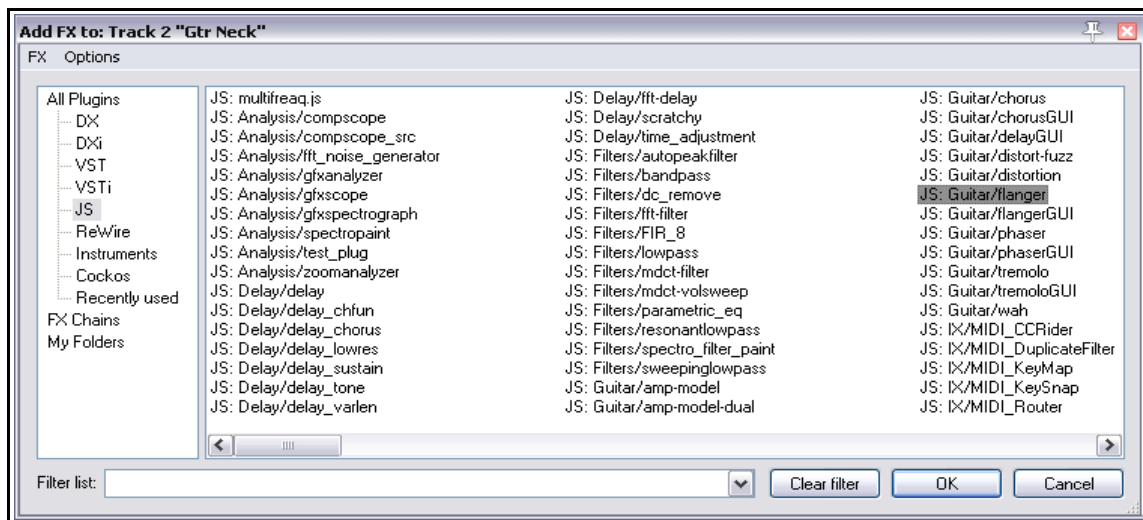 Add FX to: Track 2 "Gtr Neck"
FX Options
All Plugins
DX
DXi
VST
VSTi
JS
ReWire
Instruments
Cockos
Recently used
FX Chains
My Folders
JS: multifreaq.js
JS: Analysis/compscope
JS: Analysis/compscope_src
JS: Analysis/fft_noise_generator
JS: Analysis/gfxanalyzer
JS: Analysis/gfxscope
JS: Analysis/gfxspectrograph
JS: Analysis/spectropaint
JS: Analysis/test_plug
JS: Analysis/zoomanalyzer
JS: Delay/delay
JS: Delay/delay_chfun
JS: Delay/delay_chorus
JS: Delay/delay_lowres
JS: Delay/delay_sustain
JS: Delay/delay_tone
JS: Delay/delay_varlen
JS: Delay/fft-delay
JS: Delay/scratchy
JS: Delay/time_adjustment
JS: Filters/autopeakfilter
JS: Filters/bandpass
JS: Filters/dc_remove
JS: Filters/fft-filter
JS: Filters/FIR_8
JS: Filters/lowpass
JS: Filters/mdct-filter
JS: Filters/mdct-volsweep
JS: Filters/parametric_eq
JS: Filters/resonantlowpass
JS: Filters/spectro_filter_paint
JS: Filters/sweepinglowpass
JS: Guitar/amp-model
JS: Guitar/amp-model-dual
JS: Guitar/chorus
JS: Guitar/chorusGUI
JS: Guitar/delayGUI
JS: Guitar/distort-fuzz
JS: Guitar/distortion
JS: Guitar/flanger
JS: Guitar/flangerGUI
JS: Guitar/phaser
JS: Guitar/phaserGUI
JS: Guitar/tremolo
JS: Guitar/tremoloGUI
JS: Guitar/wah
JS: IX/MIDI_CCRider
JS: IX/MIDI_DuplicateFilter
JS: IX/MIDI_KeyMap
JS: IX/MIDI_KeySnap
JS: IX/MIDI_Router
Filter list:
Clear filter
OK
Cancel